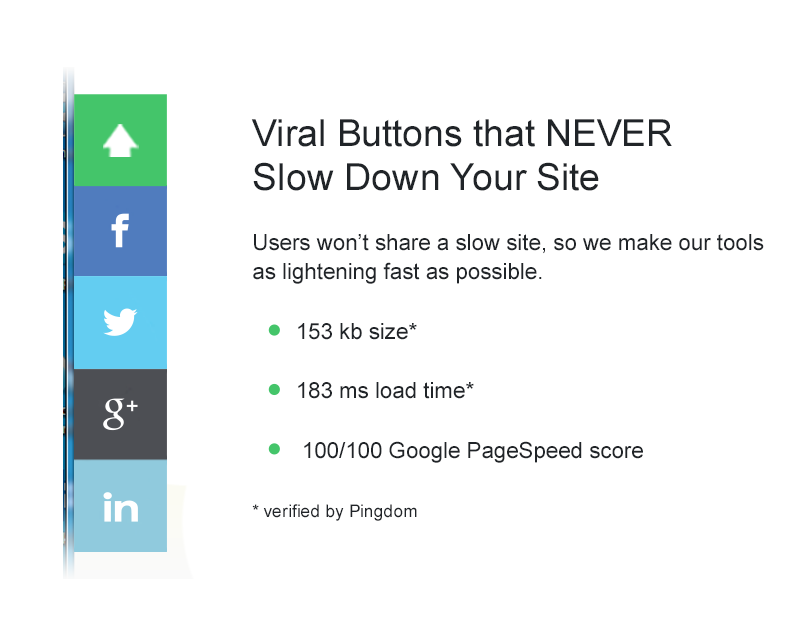 Viral Buttons that NEVER
Slow Down Your Site
Users won’t share a slow site, so we make our tools
as lightening fast as possible.
153 kb size*
183 ms load time*
100/100 Google PageSpeed score
* verified by Pingdom
f
g+
in